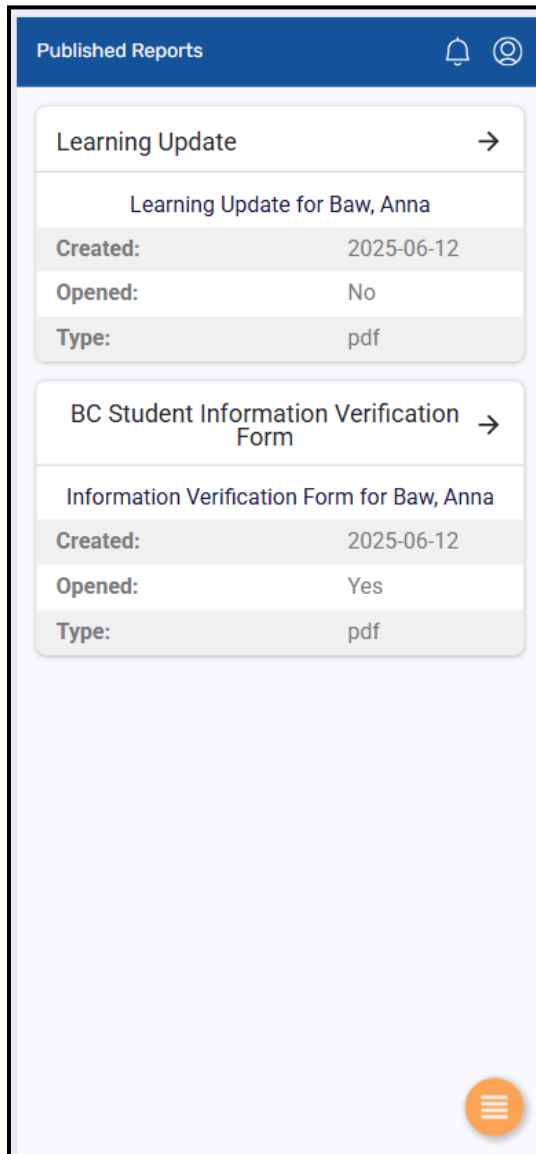 Published Reports
Learning Update
Learning Update for Baw, Anna
Created: 2025-06-12
Opened: No
Type: pdf
BC Student Information Verification
Form
Information Verification Form for Baw, Anna
Created: 2025-06-12
Opened: Yes
Type: pdf